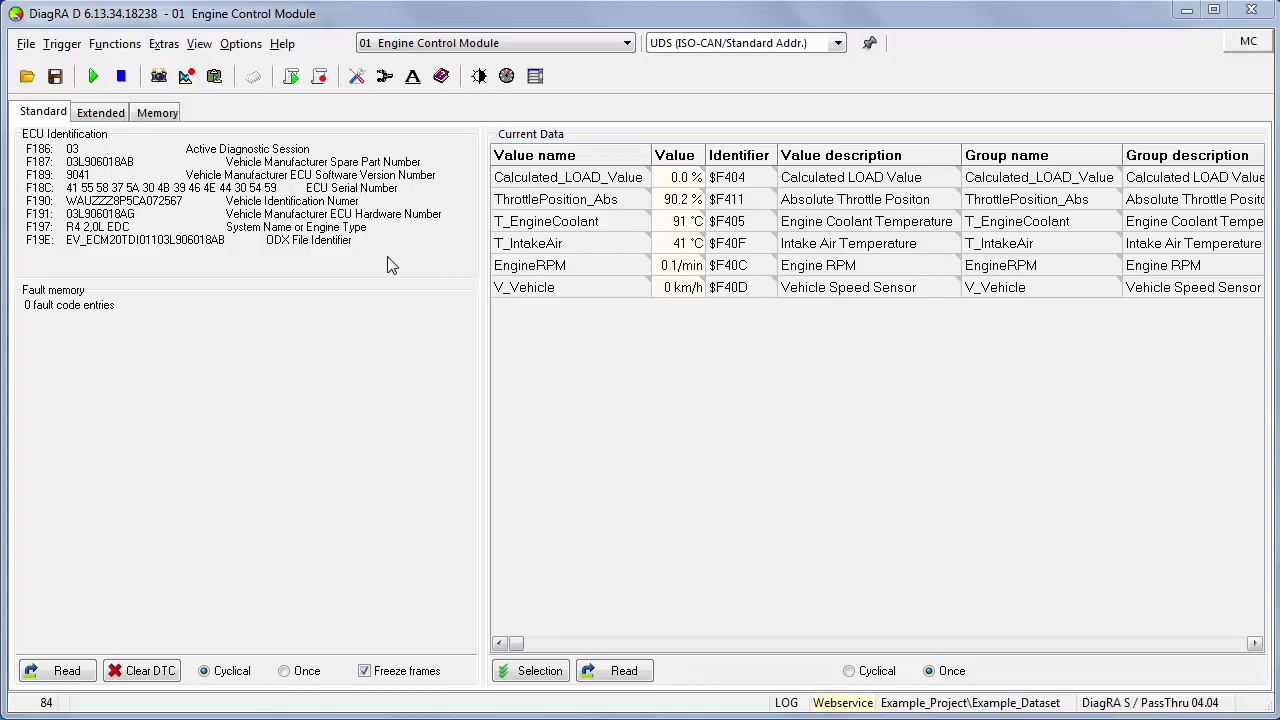 DiagRA D 6.13.34.18238 - 01 Engine Control Module
File Trigger Functions Extras View Options Help 01 Engine Control Module UDS (ISO-CAN/Standard Addr.) MC
Standard Extended Memory
ECU Identification
F186: 03 Active Diagnostic Session
F187: 03L906018AB Vehicle Manufacturer Spare Part Number
F189: 9041 Vehicle Manufacturer ECU Software Version Number
F18C: 41 55 58 37 5A 30 4B 39 46 4E 44 30 54 59 ECU Serial Number
F190: WAUZZZ8P5CA072567 Vehicle Identification Numer
F191: 03L906018AG Vehicle Manufacturer ECU Hardware Number
F197: R4 2,0L EDC System Name or Engine Type
F19E: EV_ECM20TDI01103L906018AB ODX File Identifier
Fault memory
0 fault code entries
Read Clear DTC Cyclical Once Freeze frames
Current Data
Value name Value Identifier Value description Group name Group description
Calculated_LOAD_Value 0.0 % $F404 Calculated LOAD Value Calculated_LOAD_Value Calculated LOAD Value
ThrottlePosition_Abs 90.2 % $F411 Absolute Throttle Positon ThrottlePosition_Abs Absolute Throttle Pos
T_EngineCoolant 91 °C $F405 Engine Coolant Temperature T_EngineCoolant Engine Coolant Temp
T_IntakeAir 41 °C $F40F Intake Air Temperature T_IntakeAir Intake Air Temperature
EngineRPM 0 1/min $F40C Engine RPM EngineRPM Engine RPM
V_Vehicle 0 km/h $F40D Vehicle Speed Sensor V_Vehicle Vehicle Speed Sensor
Selection Read Cyclical Once
84 LOG Webservice Example_Project\Example_Dataset DiagRA S / PassThru 04.04